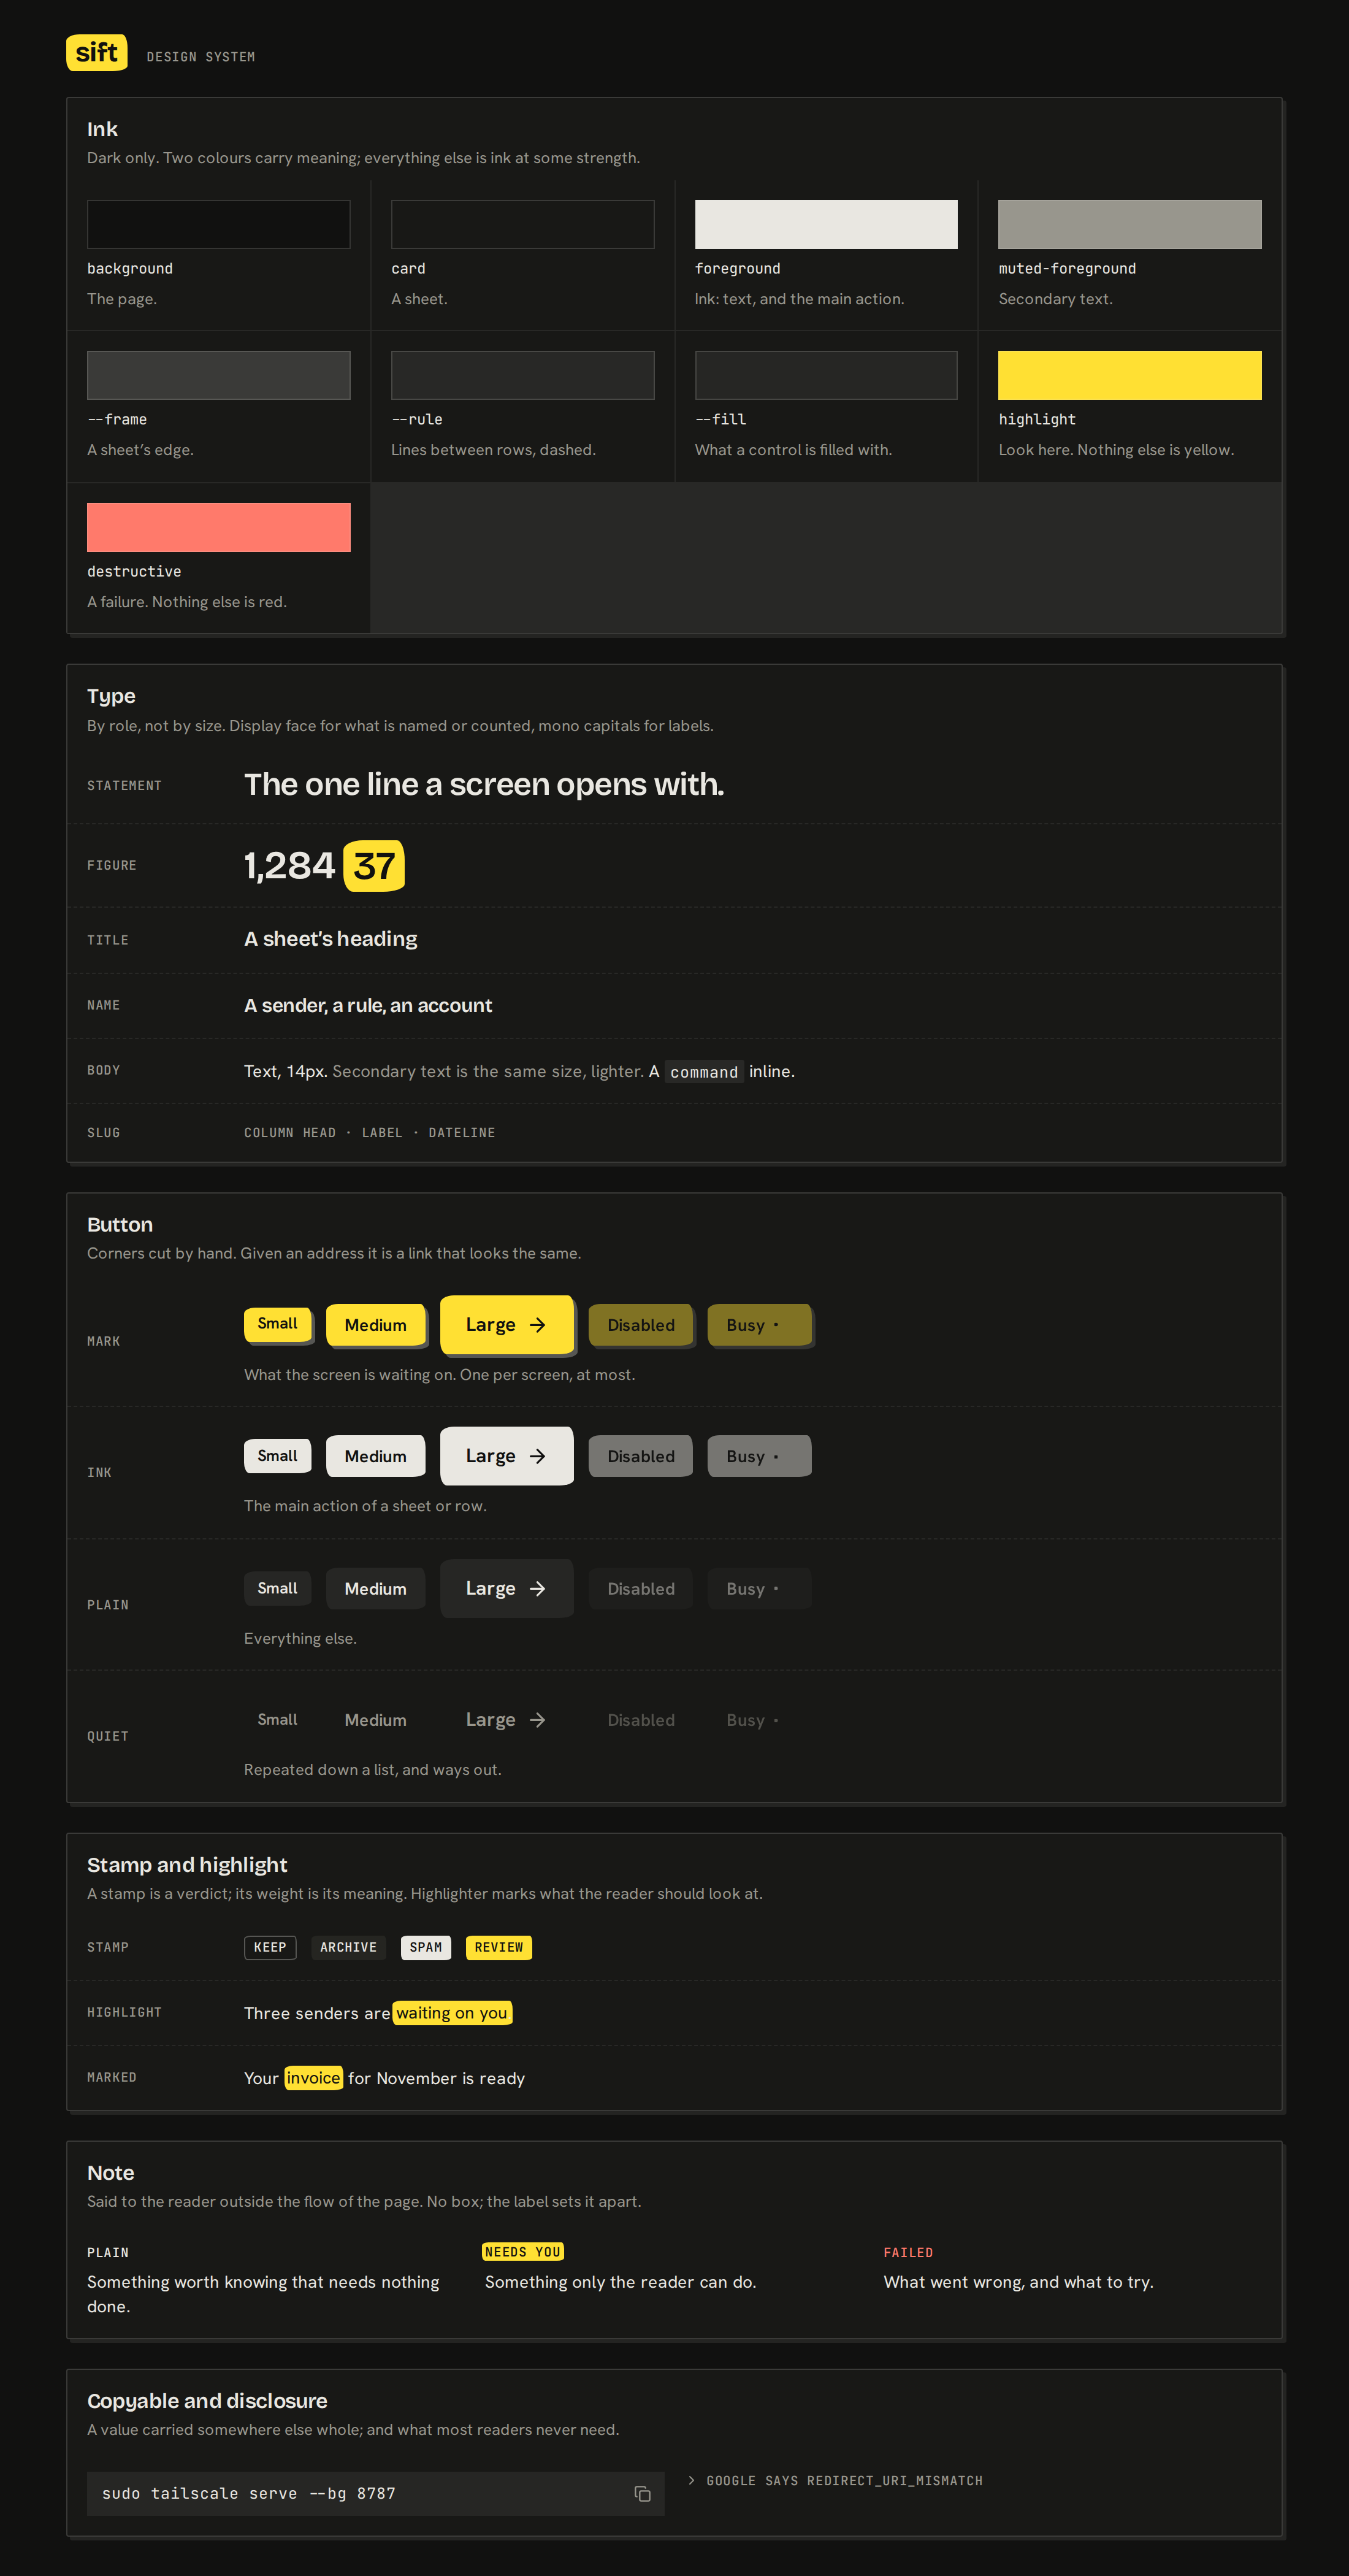 sift DESIGN SYSTEM
Ink
Dark only. Two colours carry meaning; everything else is ink at some strength.
background
The page.
card
A sheet.
foreground
Ink: text, and the main action.
muted-foreground
Secondary text.
--frame
A sheet’s edge.
--rule
Lines between rows, dashed.
--fill
What a control is filled with.
highlight
Look here. Nothing else is yellow.
destructive
A failure. Nothing else is red.
Type
By role, not by size. Display face for what is named or counted, mono capitals for labels.
STATEMENT The one line a screen opens with.
FIGURE 1,284 37
TITLE A sheet’s heading
NAME A sender, a rule, an account
BODY Text, 14px. Secondary text is the same size, lighter. A command inline.
SLUG COLUMN HEAD · LABEL · DATELINE
Button
Corners cut by hand. Given an address it is a link that looks the same.
MARK Small Medium Large → Disabled Busy ·
What the screen is waiting on. One per screen, at most.
INK Small Medium Large → Disabled Busy ·
The main action of a sheet or row.
PLAIN Small Medium Large → Disabled Busy ·
Everything else.
QUIET Small Medium Large → Disabled Busy ·
Repeated down a list, and ways out.
Stamp and highlight
A stamp is a verdict; its weight is its meaning. Highlighter marks what the reader should look at.
STAMP KEEP ARCHIVE SPAM REVIEW
HIGHLIGHT Three senders are waiting on you
MARKED Your invoice for November is ready
Note
Said to the reader outside the flow of the page. No box; the label sets it apart.
PLAIN
Something worth knowing that needs nothing
done.
NEEDS YOU
Something only the reader can do.
FAILED
What went wrong, and what to try.
Copyable and disclosure
A value carried somewhere else whole; and what most readers never need.
sudo tailscale serve --bg 8787
> GOOGLE SAYS REDIRECT_URI_MISMATCH